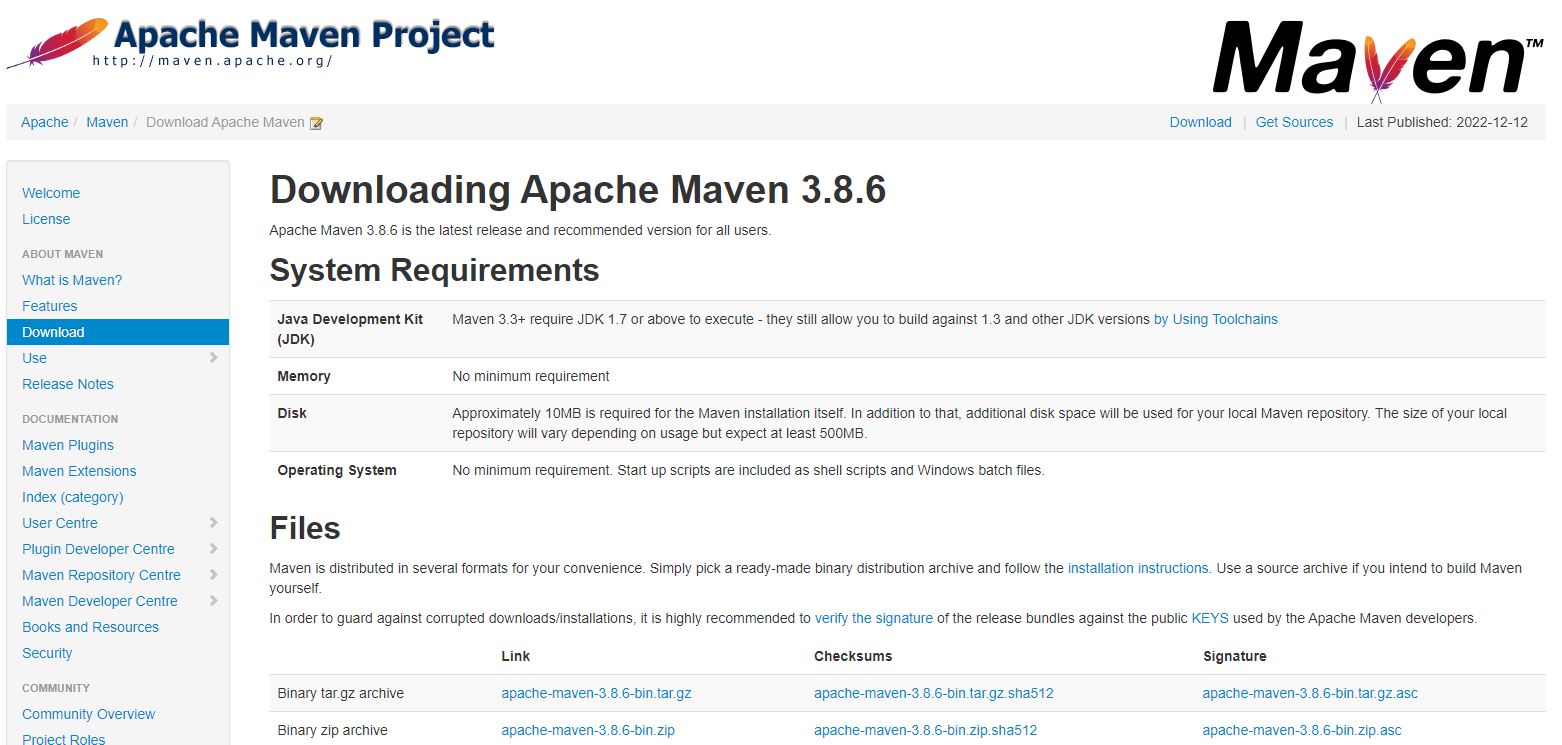 Apache Maven Project
http://maven.apache.org/
Maven™
Apache / Maven / Download Apache Maven
Download | Get Sources | Last Published: 2022-12-12
Welcome
License
ABOUT MAVEN
What is Maven?
Features
Download
Use
Release Notes
DOCUMENTATION
Maven Plugins
Maven Extensions
Index (category)
User Centre
Plugin Developer Centre
Maven Repository Centre
Maven Developer Centre
Books and Resources
Security
COMMUNITY
Community Overview
Project Roles
Downloading Apache Maven 3.8.6
Apache Maven 3.8.6 is the latest release and recommended version for all users.
System Requirements
Java Development Kit
(JDK)
Maven 3.3+ require JDK 1.7 or above to execute - they still allow you to build against 1.3 and other JDK versions by Using Toolchains
Memory
No minimum requirement
Disk
Approximately 10MB is required for the Maven installation itself. In addition to that, additional disk space will be used for your local Maven repository. The size of your local
repository will vary depending on usage but expect at least 500MB.
Operating System
No minimum requirement. Start up scripts are included as shell scripts and Windows batch files.
Files
Maven is distributed in several formats for your convenience. Simply pick a ready-made binary distribution archive and follow the installation instructions. Use a source archive if you intend to build Maven
yourself.
In order to guard against corrupted downloads/installations, it is highly recommended to verify the signature of the release bundles against the public KEYS used by the Apache Maven developers.
Link Checksums Signature
Binary tar.gz archive apache-maven-3.8.6-bin.tar.gz apache-maven-3.8.6-bin.tar.gz.sha512 apache-maven-3.8.6-bin.tar.gz.asc
Binary zip archive apache-maven-3.8.6-bin.zip apache-maven-3.8.6-bin.zip.sha512 apache-maven-3.8.6-bin.zip.asc